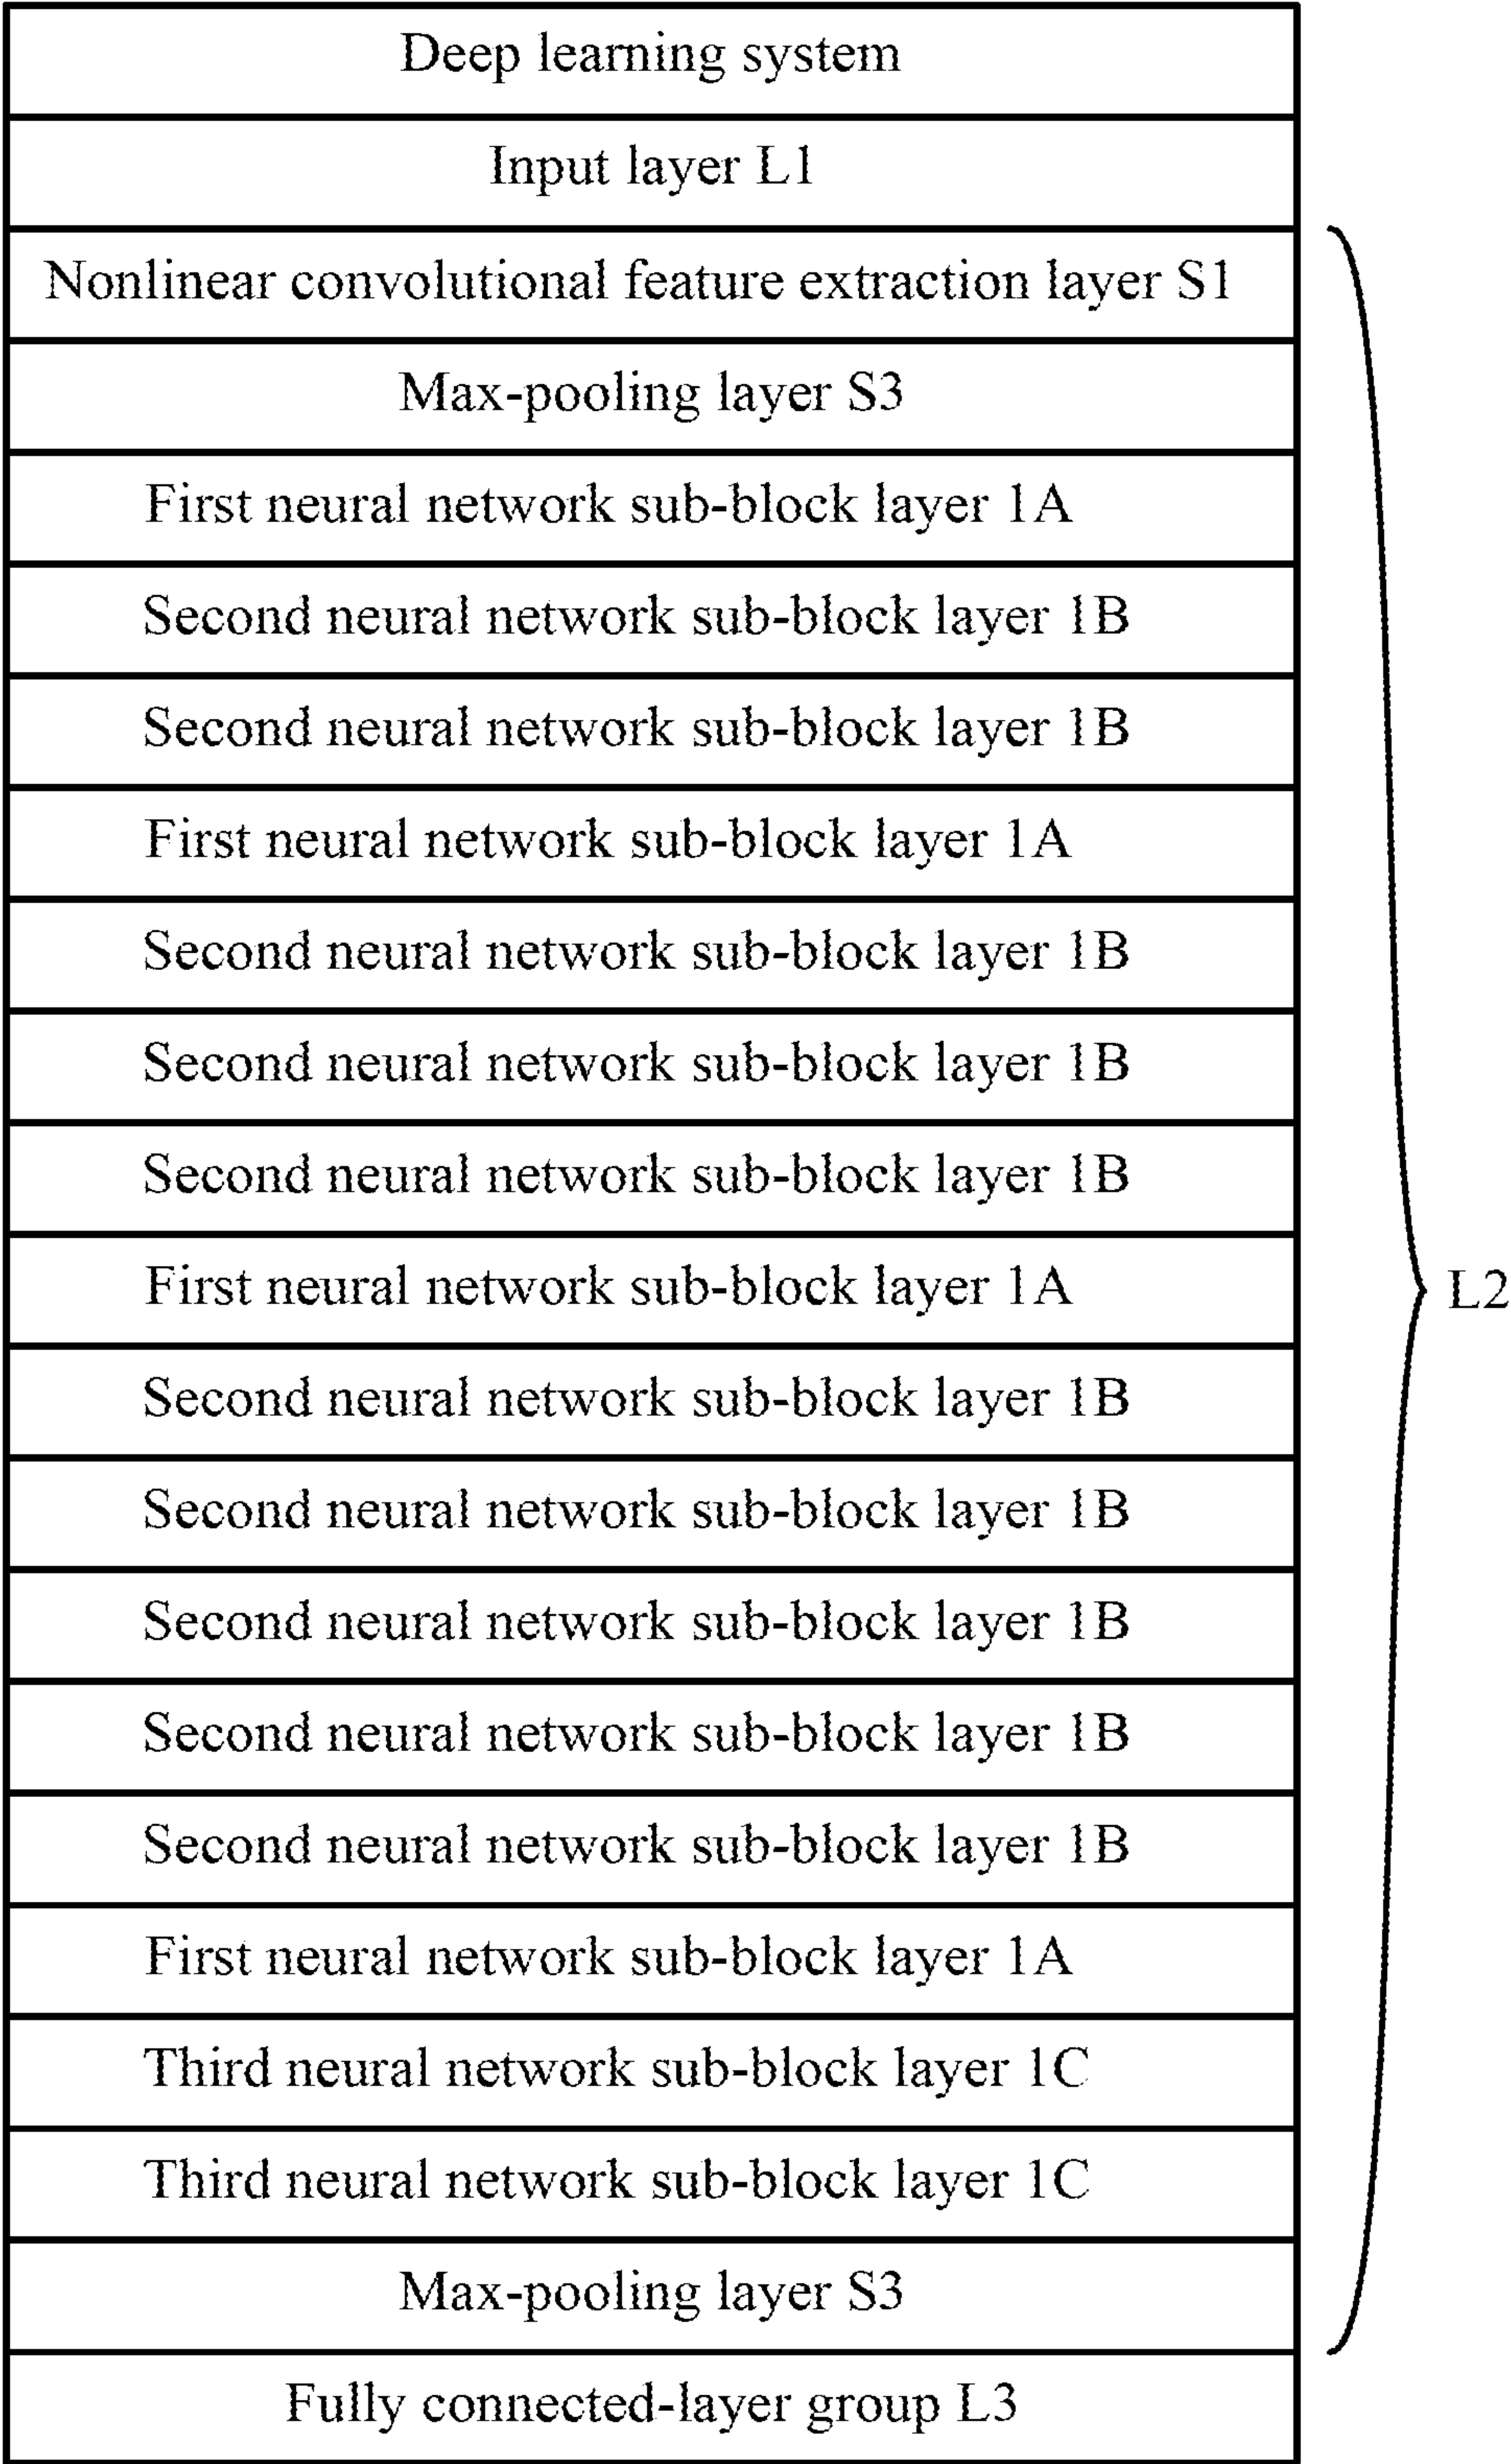 Deep learning system
Input layer L1
Nonlinear convolutional feature extraction layer S1
Max-pooling layer S3
First neural network sub-block layer 1A
Second neural network sub-block layer 1B
Second neural network sub-block layer 1B
First neural network sub-block layer 1A
Second neural network sub-block layer 1B
Second neural network sub-block layer 1B
Second neural network sub-block layer 1B
First neural network sub-block layer 1A
L2
Second neural network sub-block layer 1B
Second neural network sub-block layer 1B
Second neural network sub-block layer 1B
Second neural network sub-block layer 1B
Second neural network sub-block layer 1B
First neural network sub-block layer 1A
Third neural network sub-block layer 1C
Third neural network sub-block layer 1C
Max-pooling layer S3
Fully connected-layer group L3